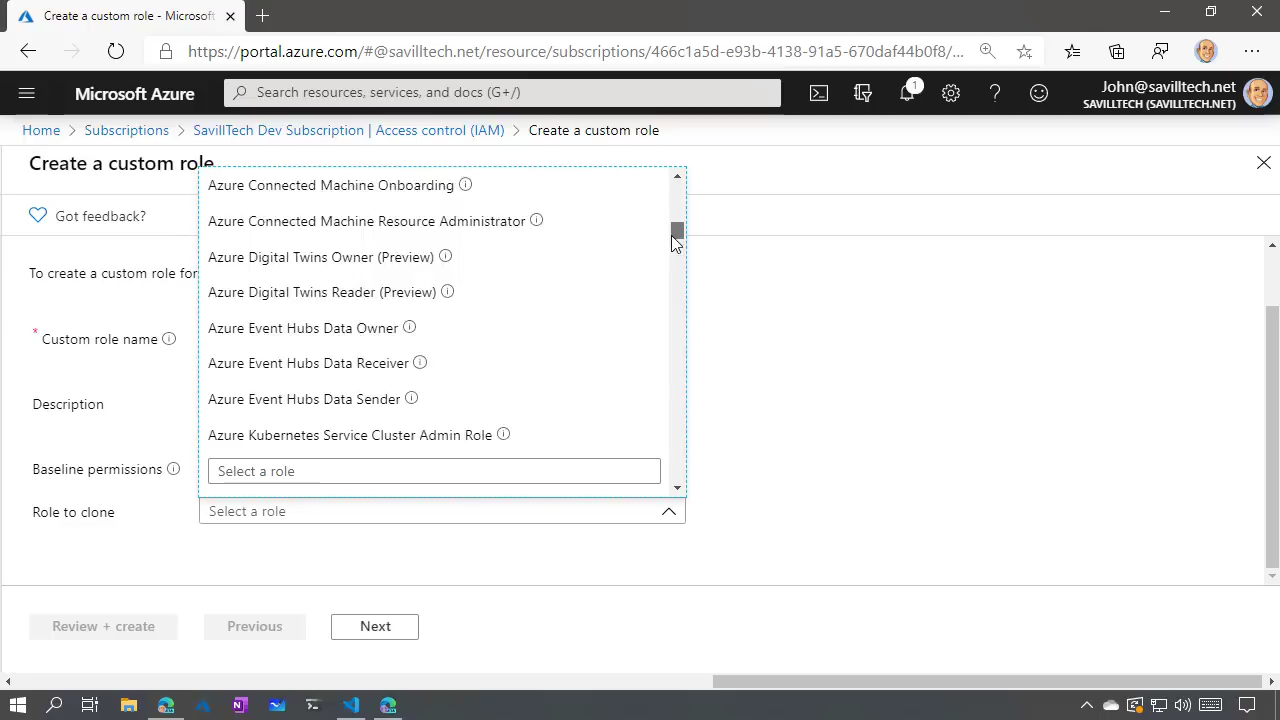 Create a custom role - Microsoft
https://portal.azure.com/#@savilltech.net/resource/subscriptions/466c1a5d-e93b-4138-91a5-670daf44b0f8/...
Microsoft Azure
Search resources, services, and docs (G+/)
1
John@savilltech.net
SAVILLTECH (SAVILLTECH.NET)
Home > Subscriptions > SavillTech Dev Subscription | Access control (IAM) > Create a custom role
Create a custom role
Got feedback?
To create a custom role for
Azure Connected Machine Onboarding
Azure Connected Machine Resource Administrator
Azure Digital Twins Owner (Preview)
Azure Digital Twins Reader (Preview)
Azure Event Hubs Data Owner
Azure Event Hubs Data Receiver
Azure Event Hubs Data Sender
Azure Kubernetes Service Cluster Admin Role
Select a role
* Custom role name
Description
Baseline permissions
Role to clone
Select a role
Review + create
Previous
Next